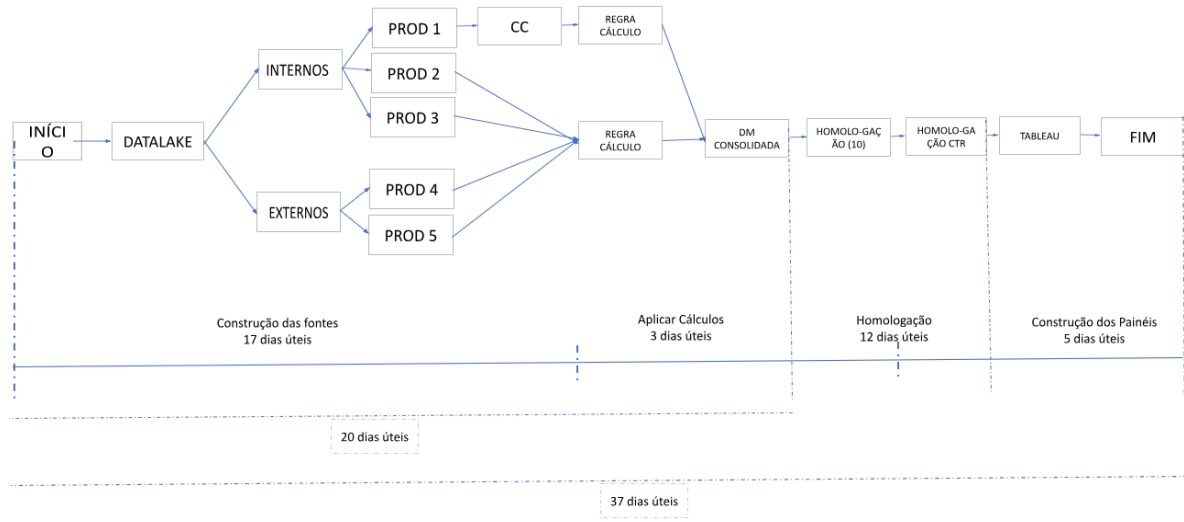 PROD 1
CC
REGRA
CÁLCULO
INTERNOS
PROD 2
PROD 3
INÍCI
O
DATALAKE
REGRA
CÁLCULO
DM
CONSOLIDADA
HOMOLO-GAÇ
ÃO (10)
HOMOLO-GA
ÇÃO CTR
TABLEAU
FIM
EXTERNOS
PROD 4
PROD 5
Construção das fontes
17 dias úteis
Aplicar Cálculos
3 dias úteis
Homologação
12 dias úteis
Construção dos Painéis
5 dias úteis
20 dias úteis
37 dias úteis